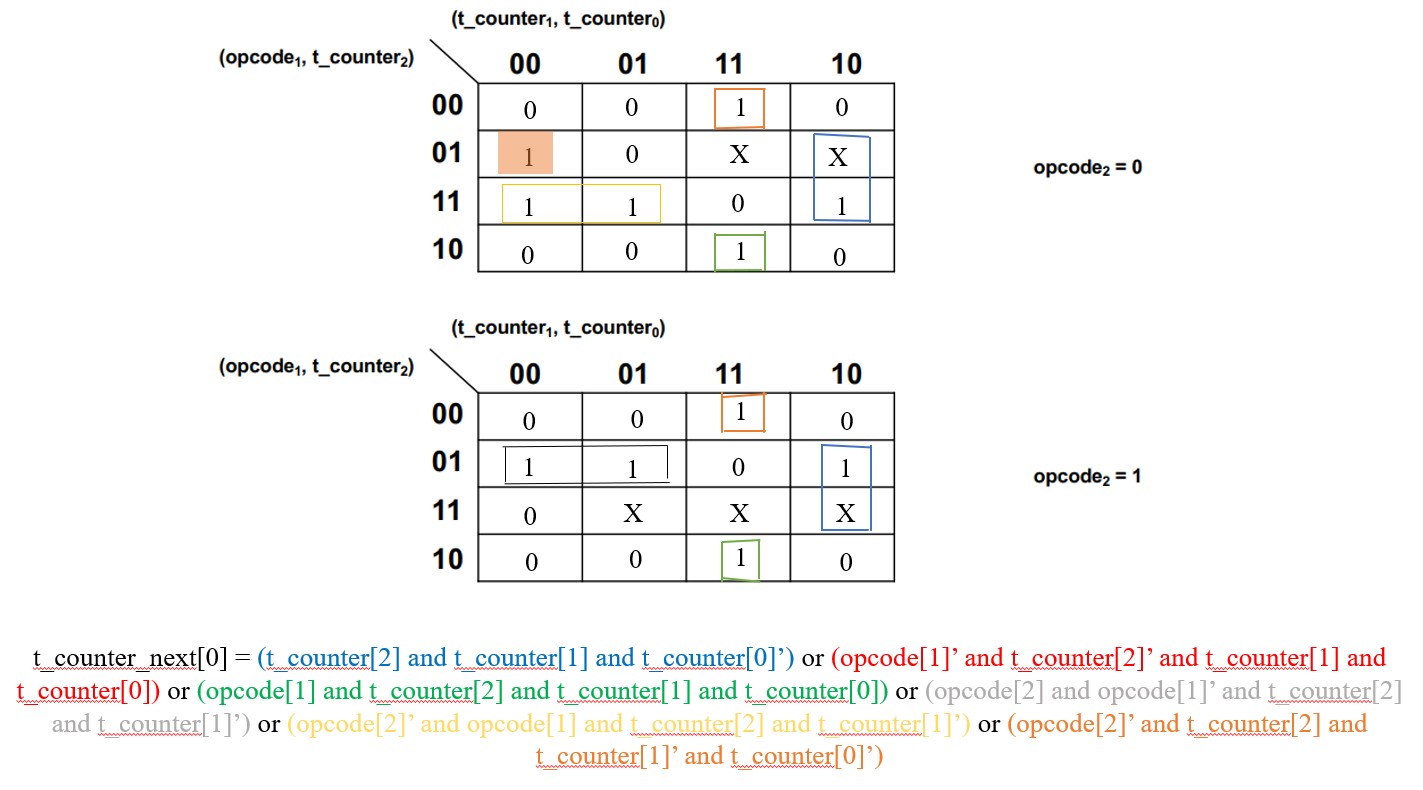 (t_counter₁, t_counter₀)
(opcode₁, t_counter₂)
00 01 11 10
00 0 0 1 0
01 1 0 X X
opcode₂ = 0
11 1 1 0 1
10 0 0 1 0
(t_counter₁, t_counter₀)
(opcode₁, t_counter₂)
00 01 11 10
00 0 0 1 0
01 1 1 0 1
opcode₂ = 1
11 0 X X X
10 0 0 1 0
t_counter_next[0] = (t_counter[2] and t_counter[1] and t_counter[0]’) or (opcode[1]’ and t_counter[2]’ and t_counter[1] and
t_counter[0]) or (opcode[1] and t_counter[2] and t_counter[1] and t_counter[0]) or (opcode[2] and opcode[1]’ and t_counter[2]
and t_counter[1]’) or (opcode[2]’ and opcode[1] and t_counter[2] and t_counter[1]’) or (opcode[2]’ and t_counter[2] and
t_counter[1]’ and t_counter[0]’)